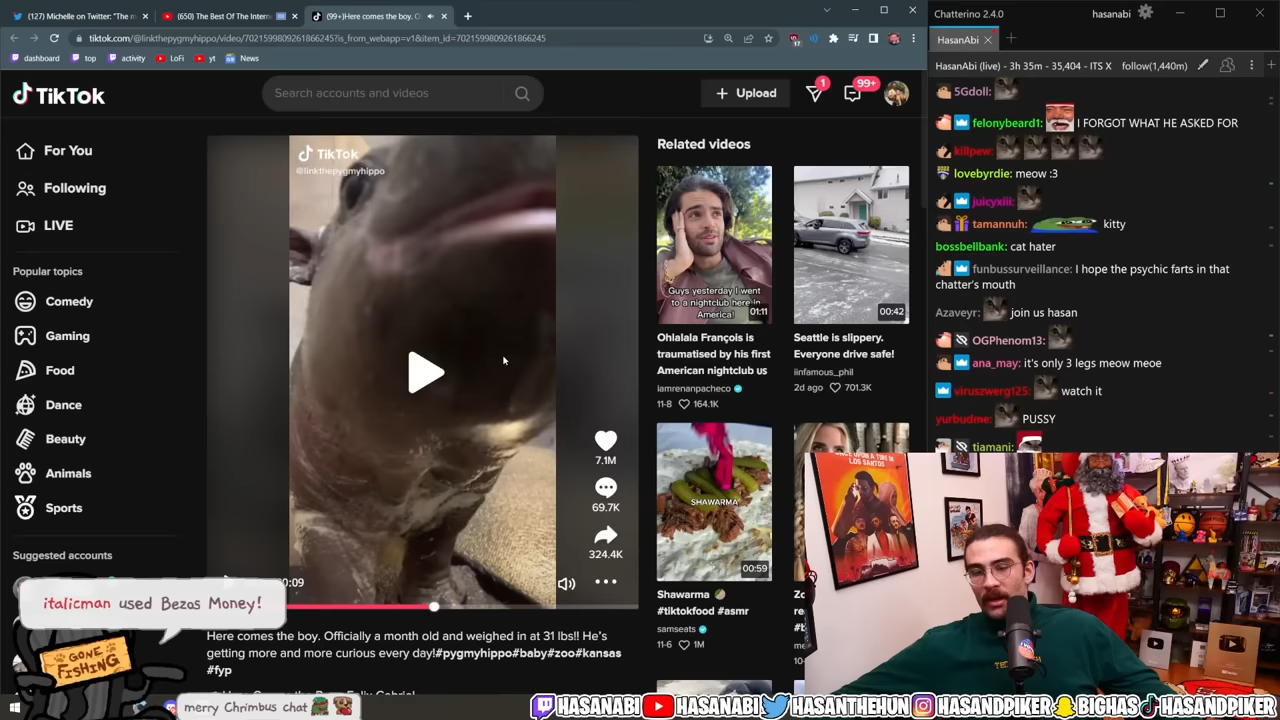 (127) Michelle on Twitter: "The m
(650) The Best Of The Intern
(99+)Here comes the boy. O
tiktok.com/@linkthepygmyhippo/video/7021599809261866245?is_from_webapp=v1&item_id=7021599809261866245
dashboard
top
activity
LoFi
yt
News
TikTok
Search accounts and videos
Upload
1
99+
For You
Following
LIVE
Popular topics
Comedy
Gaming
Food
Dance
Beauty
Animals
Sports
Suggested accounts
TikTok
@linkthepygmyhippo
7.1M
69.7K
324.4K
00:09
Here comes the boy. Officially a month old and weighed in at 31 lbs!! He's
getting more and more curious every day!#pygmyhippo#baby#zoo#kansas
#fyp
Related videos
Guys yesterday I went
to a nightclub here in
America!
01:11
Ohlalala François is
traumatised by his first
American nightclub us
iamrenanpacheco
11-8 164.1K
00:42
Seattle is slippery.
Everyone drive safe!
iinfamous_phil
2d ago 701.3K
SHAWARMA
00:59
Shawarma
#tiktokfood #asmr
samseats
11-6 1M
Chatterino 2.4.0
hasanabi
HasanAbi
HasanAbi (live) - 3h 35m - 35,404 - ITS X
follow(1,440m)
5Gdoll:
felonybeard1: I FORGOT WHAT HE ASKED FOR
killpew:
lovebyrdie: meow :3
juicyxiii:
tamannuh: kitty
bossbellbank: cat hater
funbussurveillance: I hope the psychic farts in that
chatter's mouth
Azaveyr: join us hasan
OGPhenom13:
ana_may: it's only 3 legs meow meoe
viruszwerg125: watch it
yurbudme: PUSSY
tiamani:
LOS SANTOS
italicman used Bezos Money!
GONE
FISHING
merry Chrimbus chat
HASANABI
HASANABI
HASANTHEHUN
HASANDPIKER
BIGHAS
HASANDPIKER